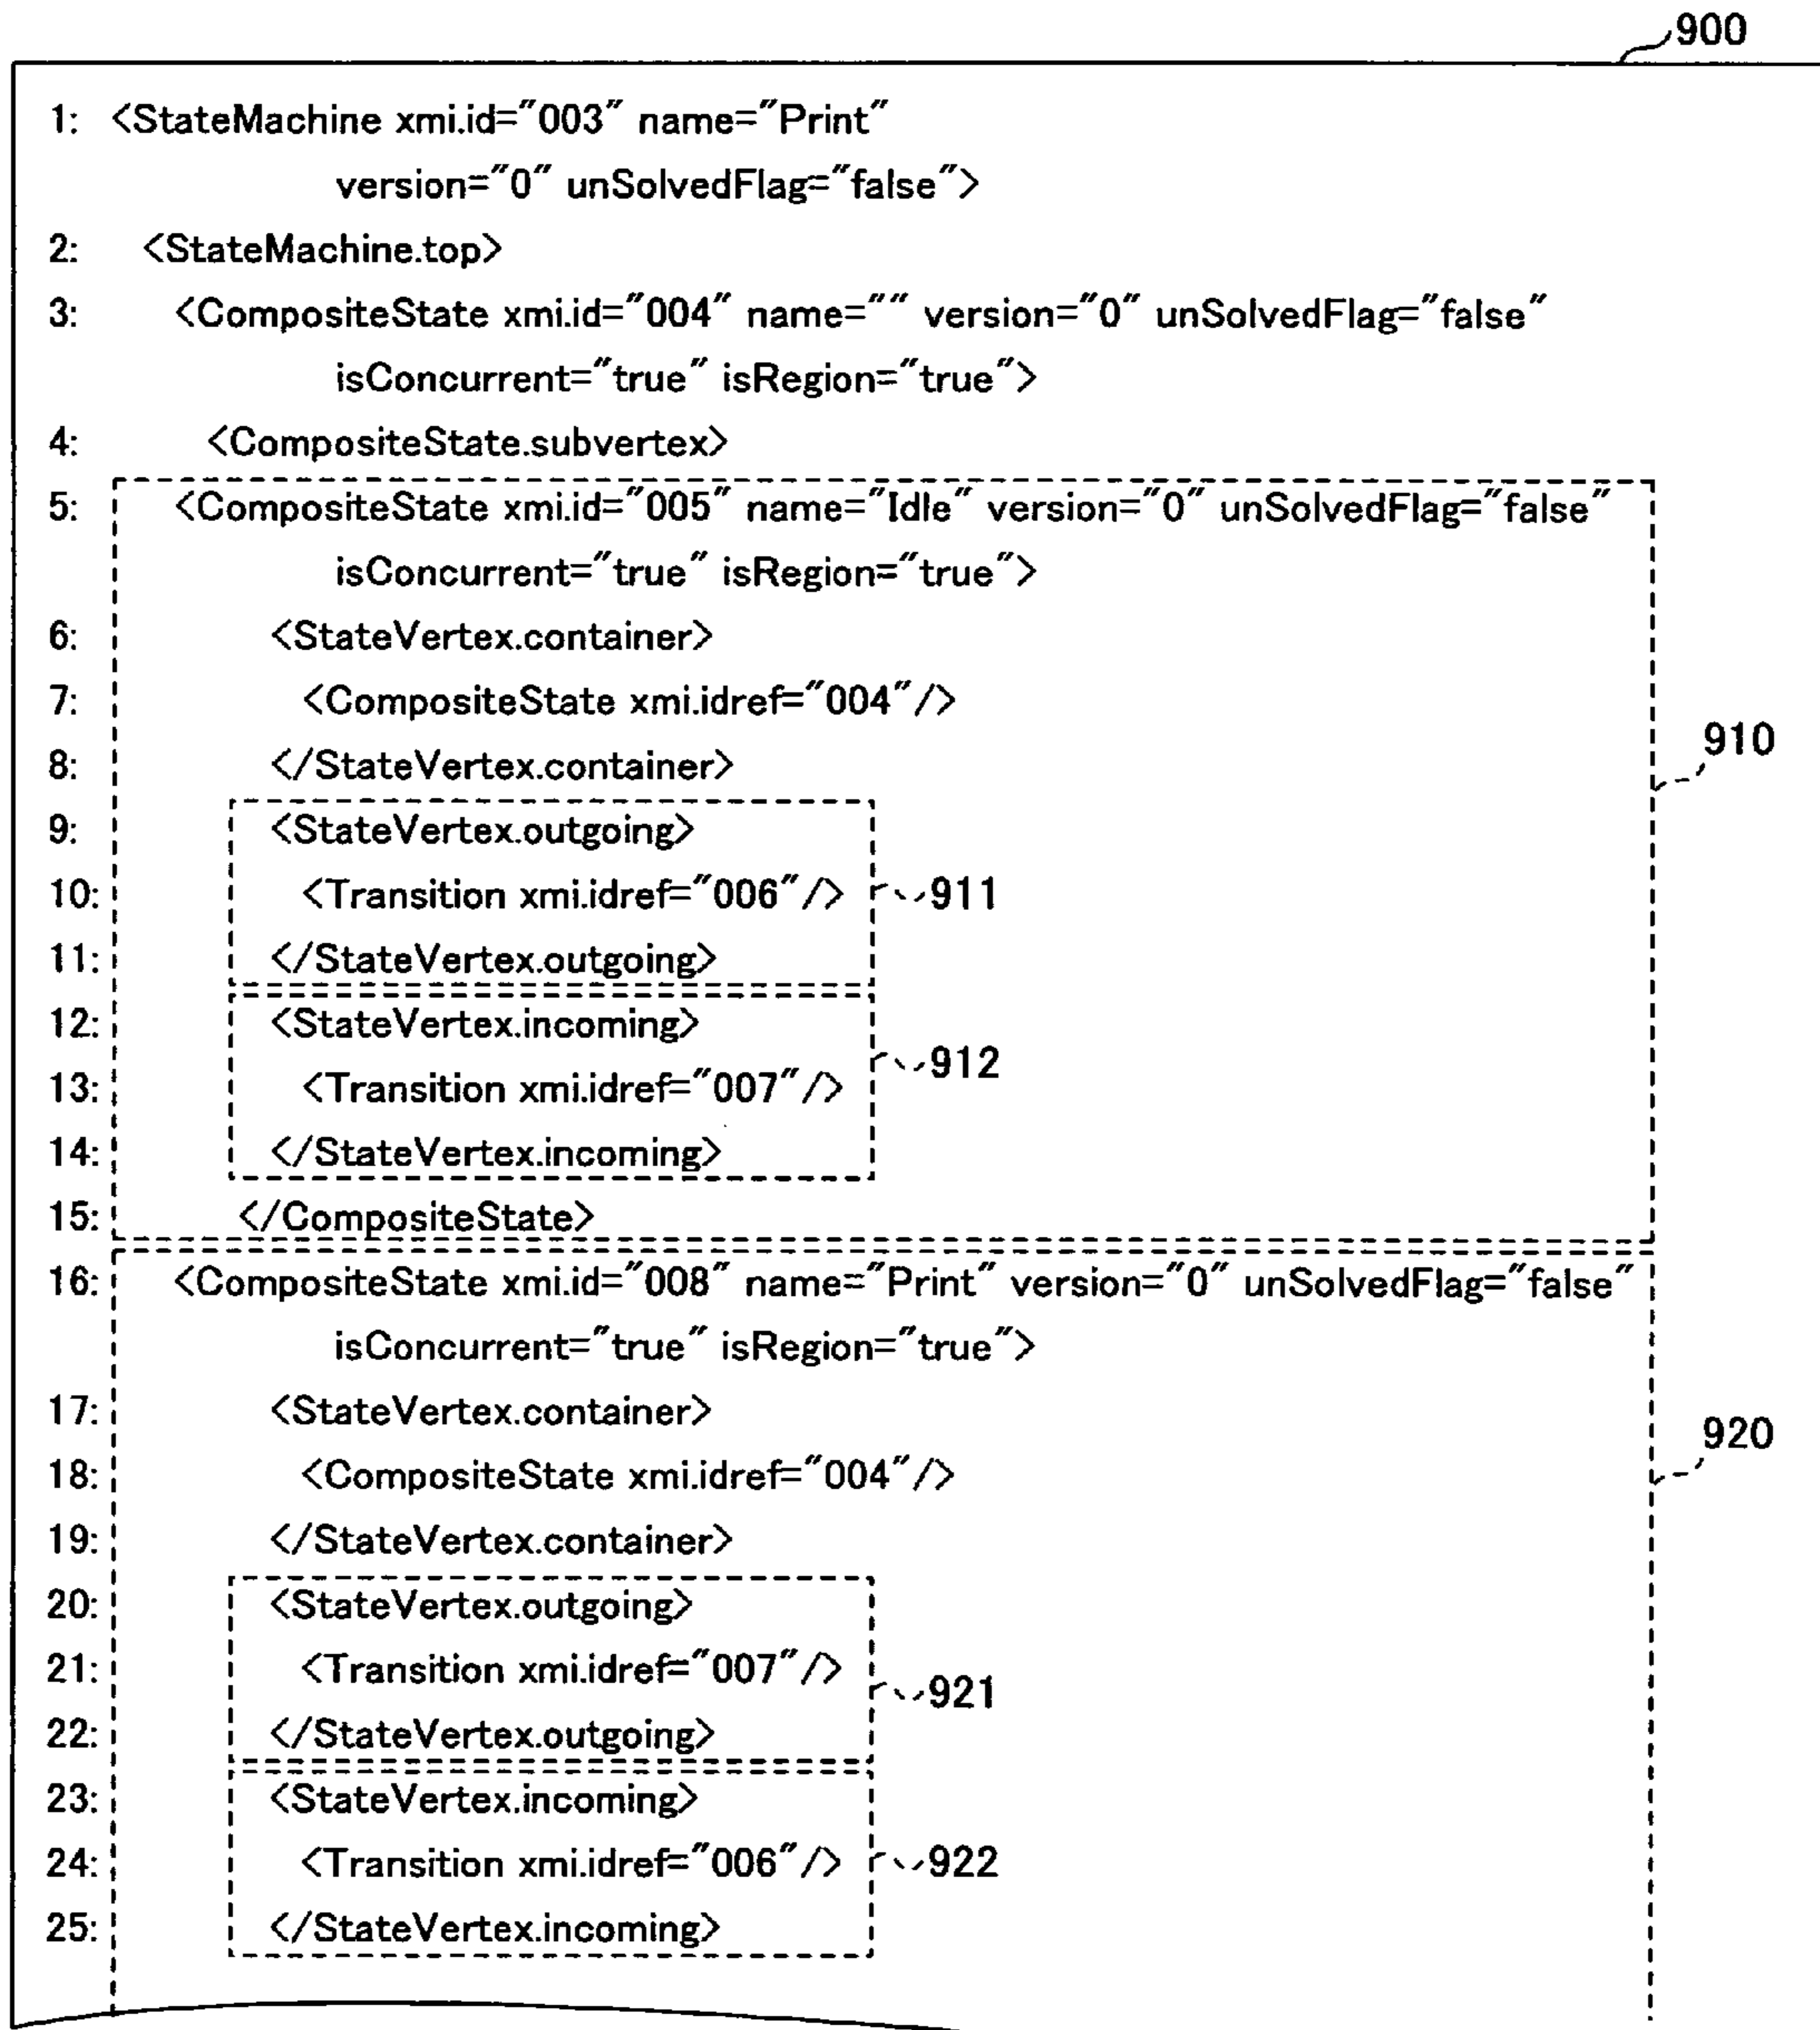 900
1: <StateMachine xmi.id="003" name="Print"
version="0" unSolvedFlag="false">
2: <StateMachine.top>
3: <CompositeState xmi.id="004" name="" version="0" unSolvedFlag="false"
isConcurrent="true" isRegion="true">
4: <CompositeState.subvertex>
5: <CompositeState xmi.id="005" name="Idle" version="0" unSolvedFlag="false"
isConcurrent="true" isRegion="true">
6: <StateVertex.container>
7: <CompositeState xmi.idref="004"/>
910
8: </StateVertex.container>
9: <StateVertex.outgoing>
10: <Transition xmi.idref="006"/> 911
11: </StateVertex.outgoing>
12: <StateVertex.incoming>
912
13: <Transition xmi.idref="007"/>
14: </StateVertex.incoming>
15: </CompositeState>
16: <CompositeState xmi.id="008" name="Print" version="0" unSolvedFlag="false"
isConcurrent="true" isRegion="true">
17: <StateVertex.container>
920
18: <CompositeState xmi.idref="004"/>
19: </StateVertex.container>
20: <StateVertex.outgoing>
21: <Transition xmi.idref="007"/>
921
22: </StateVertex.outgoing>
23: <StateVertex.incoming>
24: <Transition xmi.idref="006"/> 922
25: </StateVertex.incoming>